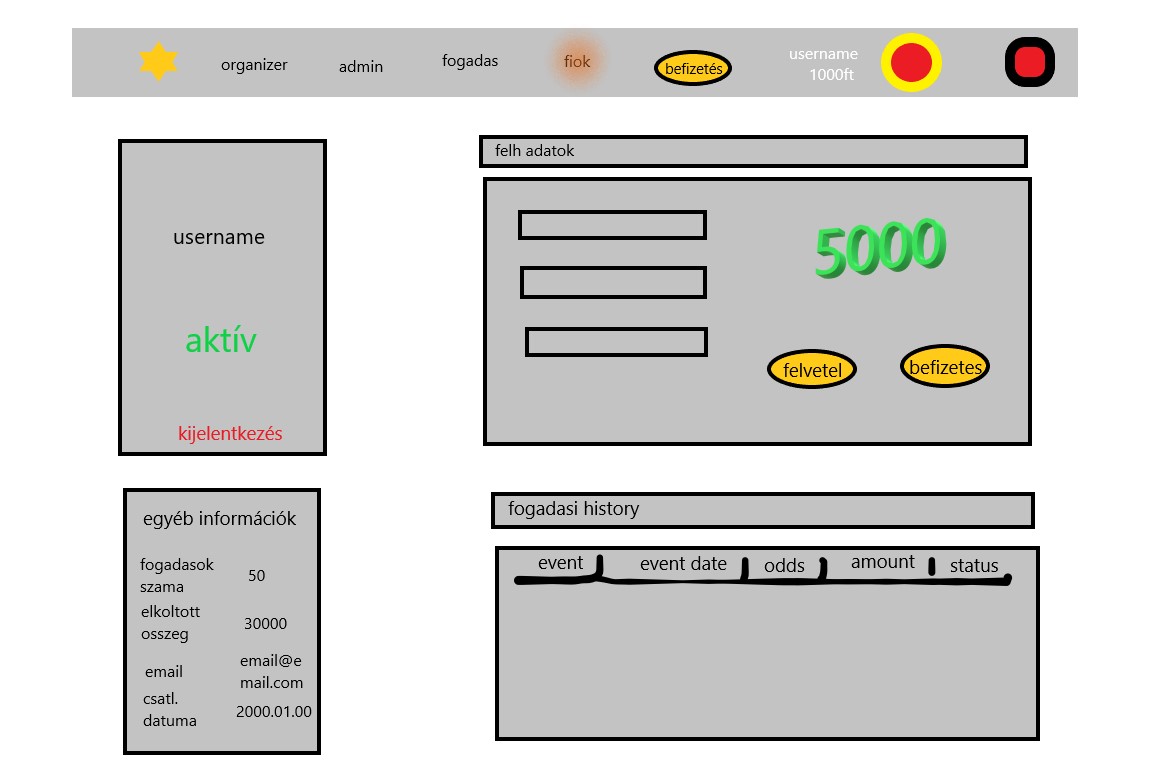 organizer
admin
fogadas
fiok
befizetés
username
1000ft
username
aktív
kijelentkezés
felh adatok
5000
felvetel
befizetes
egyéb információk
fogadasok
szama
50
elkoltott
osszeg
30000
email
email@e
mail.com
csatl.
datuma
2000.01.00
fogadasi history
event
event date
odds
amount
status